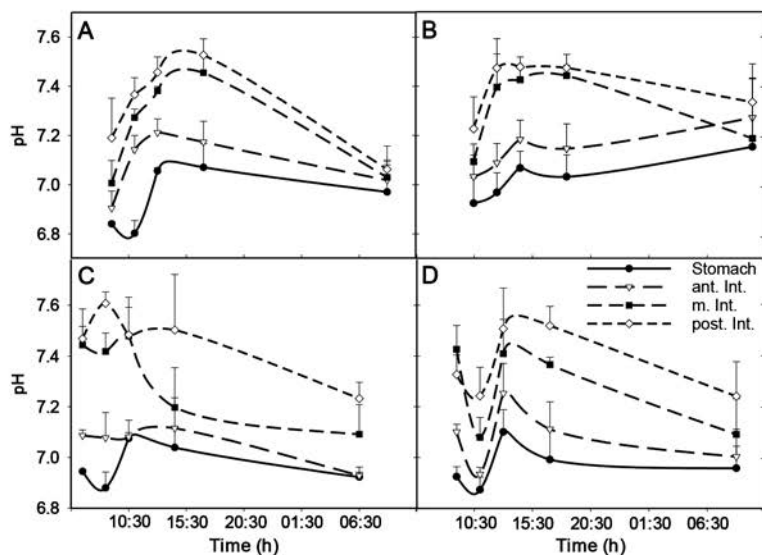 A
B
7.6
7.4
7.2
7.0
6.8
pH
C
D
Stomach
ant. Int.
m. Int.
post. Int.
7.6
7.4
7.2
7.0
6.8
pH
10:30 15:30 20:30 01:30 06:30
10:30 15:30 20:30 01:30 06:30
Time (h)
Time (h)